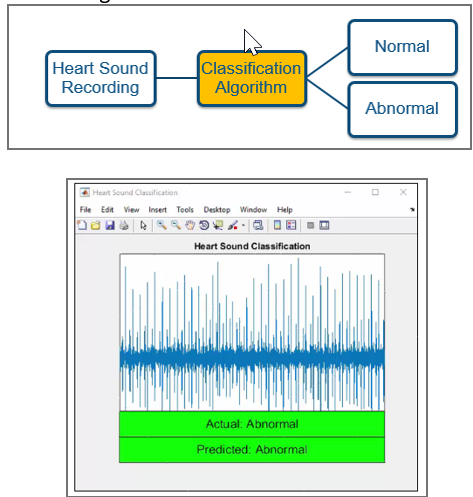 Heart Sound
Recording
Classification
Algorithm
Normal
Abnormal
Heart Sound Classification
File Edit View Insert Tools Desktop Window Help
Heart Sound Classification
Actual: Abnormal
Predicted: Abnormal